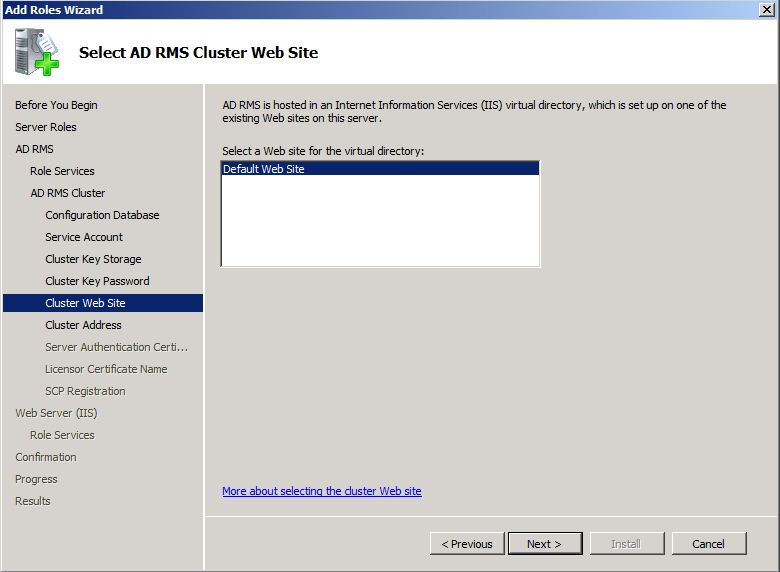 Add Roles Wizard
Select AD RMS Cluster Web Site
Before You Begin
Server Roles
AD RMS
Role Services
AD RMS Cluster
Configuration Database
Service Account
Cluster Key Storage
Cluster Key Password
Cluster Web Site
Cluster Address
Server Authentication Certi...
Licensor Certificate Name
SCP Registration
Web Server (IIS)
Role Services
Confirmation
Progress
Results
AD RMS is hosted in an Internet Information Services (IIS) virtual directory, which is set up on one of the
existing Web sites on this server.
Select a Web site for the virtual directory:
Default Web Site
More about selecting the cluster Web site
< Previous
Next >
Install
Cancel